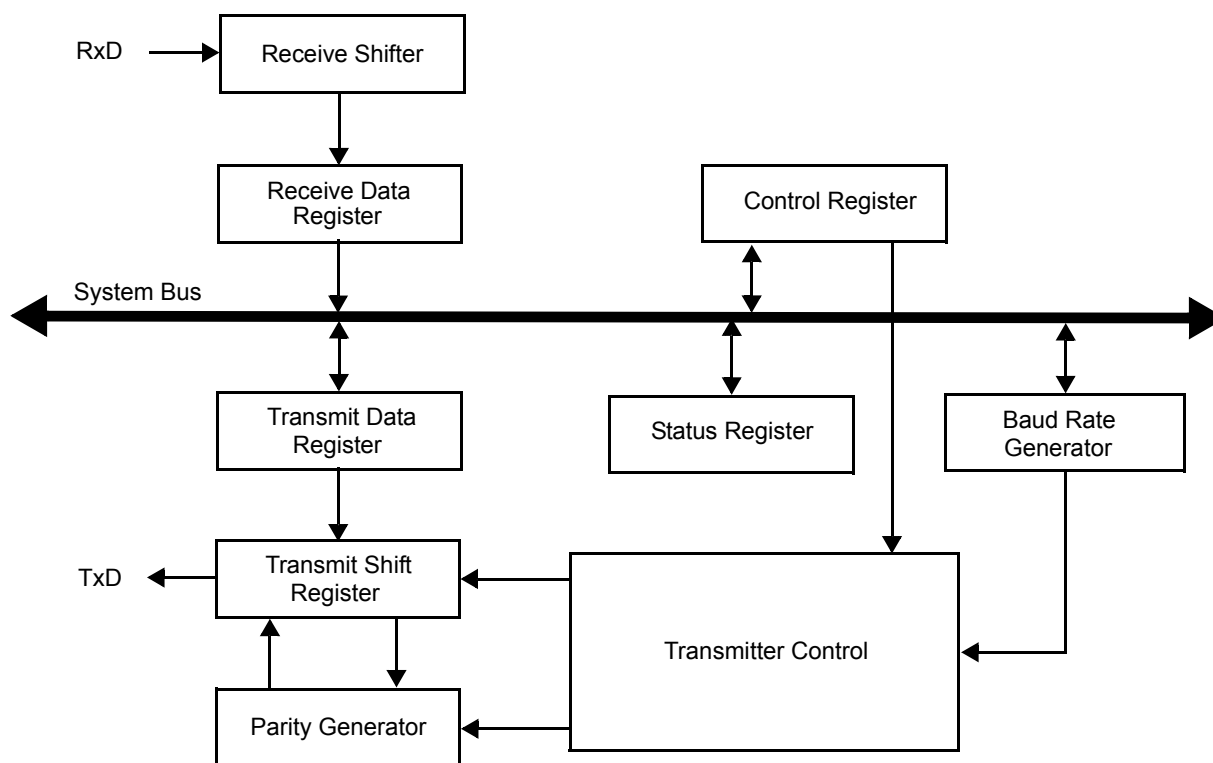 RxD
Receive Shifter
Receive Data
Register
Control Register
System Bus
Transmit Data
Register
Status Register
Baud Rate
Generator
TxD
Transmit Shift
Register
Transmitter Control
Parity Generator